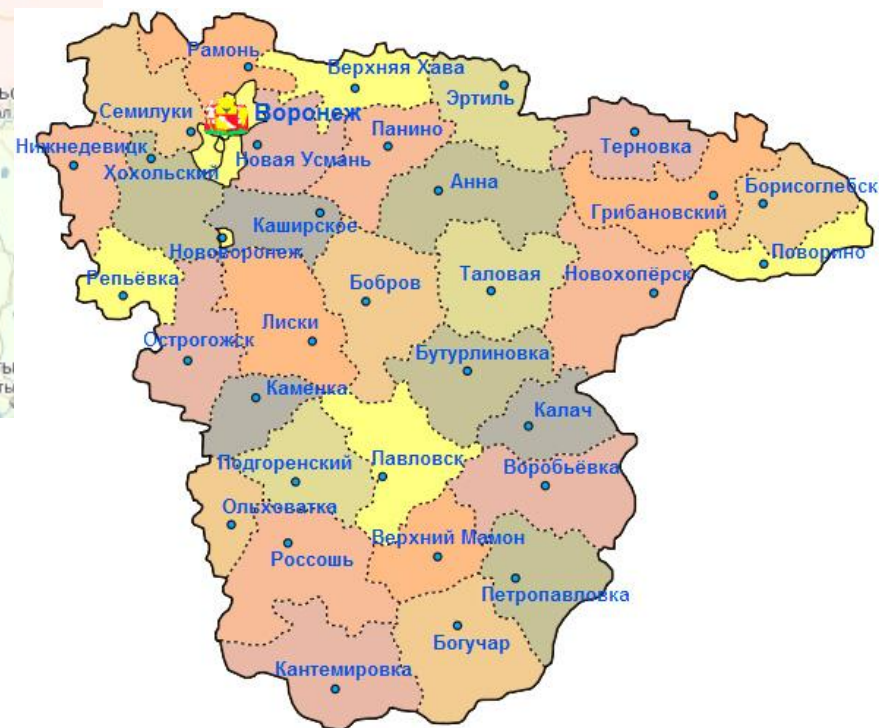 Рамонь
Верхняя Хава
Эртиль
Семилуки
Воронеж
Панино
Терновка
Нижнедевицк
Хохольский
Новая Усмань
Анна
Борисоглебск
Грибановский
Каширское
Нововоронеж
Поворино
Репьёвка
Бобров
Таловая
Новохопёрск
Лиски
Острогожск
Бутурлиновка
Каменка
Калач
Подгоренский
Павловск
Воробьёвка
Ольховатка
Верхний Мамон
Россошь
Петропавловка
Богучар
Кантемировка